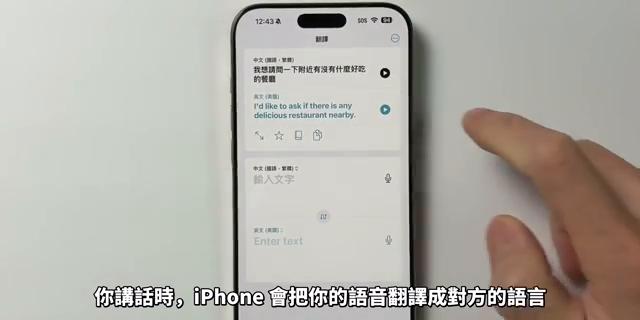 12:43
SOS 94
翻譯
中文 (國語，繁體)
我想請問一下附近有沒有什麼好吃
的餐廳
英文 (美國)
I'd like to ask if there is any
delicious restaurant nearby.
中文 (國語，繁體)
輸入文字
英文 (美國)
Enter text
你講話時，iPhone 會把你的語音翻譯成對方的語言